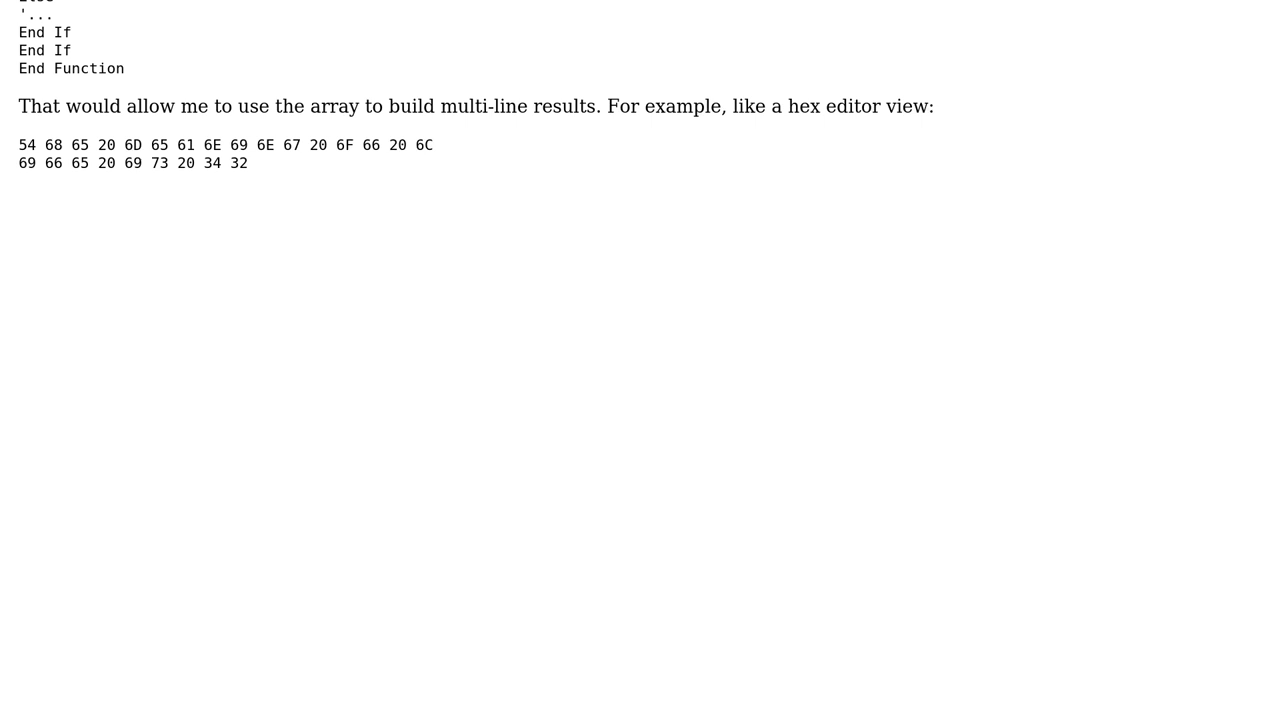 '...
End If
End If
End Function
That would allow me to use the array to build multi-line results. For example, like a hex editor view:
54 68 65 20 6D 65 61 6E 69 6E 67 20 6F 66 20 6C
69 66 65 20 69 73 20 34 32